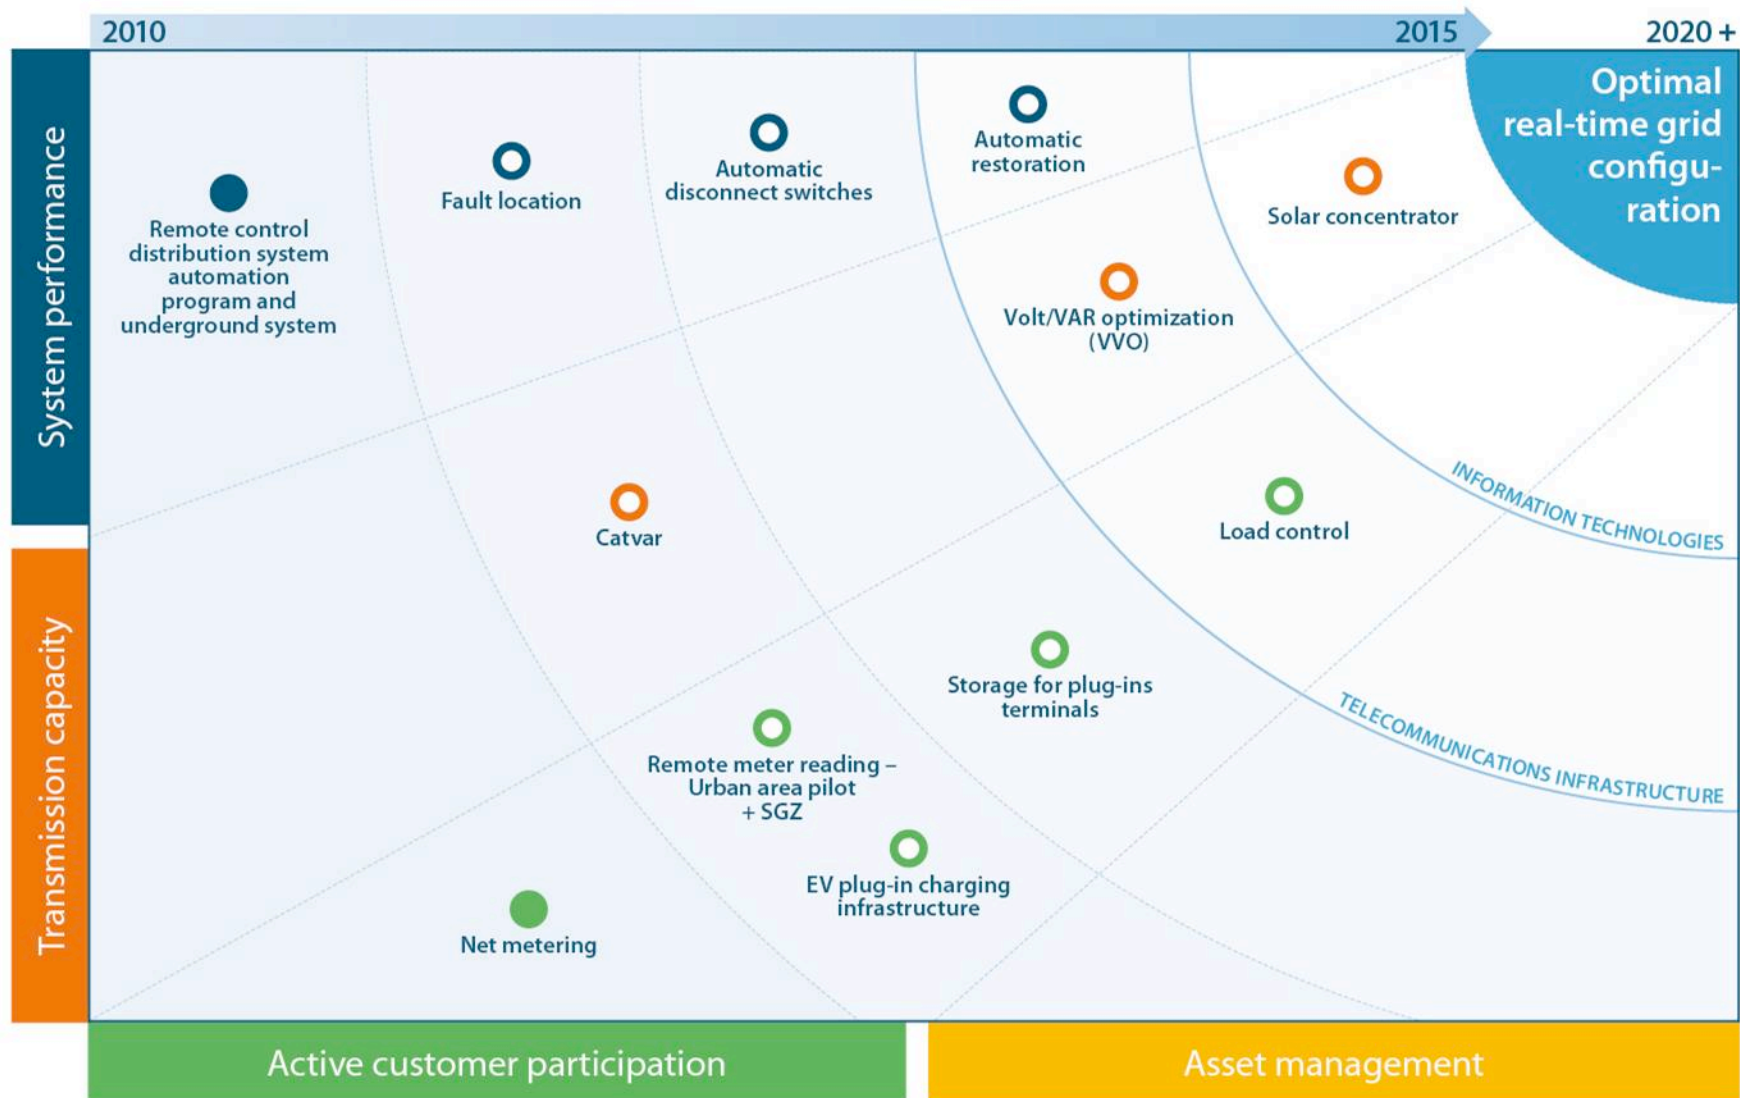 2010
2015
2020 +
System performance
Transmission capacity
Optimal
real-time grid
configu-
ration
Automatic
restoration
Automatic
disconnect switches
Fault location
Remote control
distribution system
automation
program and
underground system
Solar concentrator
Volt/VAR optimization
(VVO)
Catvar
Load control
INFORMATION TECHNOLOGIES
Storage for plug-ins
terminals
TELECOMMUNICATIONS INFRASTRUCTURE
Remote meter reading –
Urban area pilot
+ SGZ
EV plug-in charging
infrastructure
Net metering
Active customer participation
Asset management